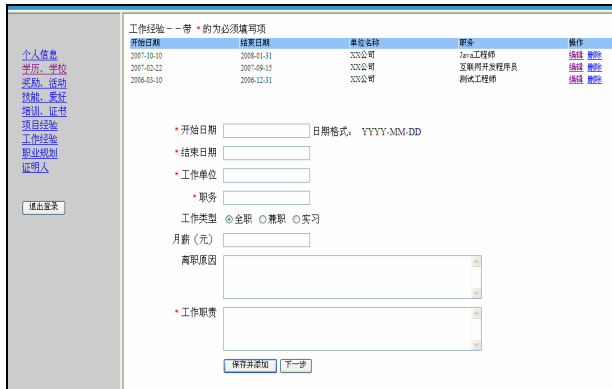 个人信息
学历、学校
奖励、活动
技能、爱好
培训、证书
项目经验
工作经验
职业规划
证明人
退出登录
工作经验－－带 *的为必须填写项
开始日期 结束日期 单位名称 职务 操作
2007-10-10 2008-01-31 XX公司 Java工程师 编辑 删除
2007-02-22 2007-09-15 XX公司 互联网开发程序员 编辑 删除
2006-03-10 2006-12-31 XX公司 测试工程师 编辑 删除
*开始日期 日期格式： YYYY-MM-DD
*结束日期
*工作单位
*职务
工作类型 全职 兼职 实习
月薪（元）
离职原因
*工作职责
保存并添加 下一步